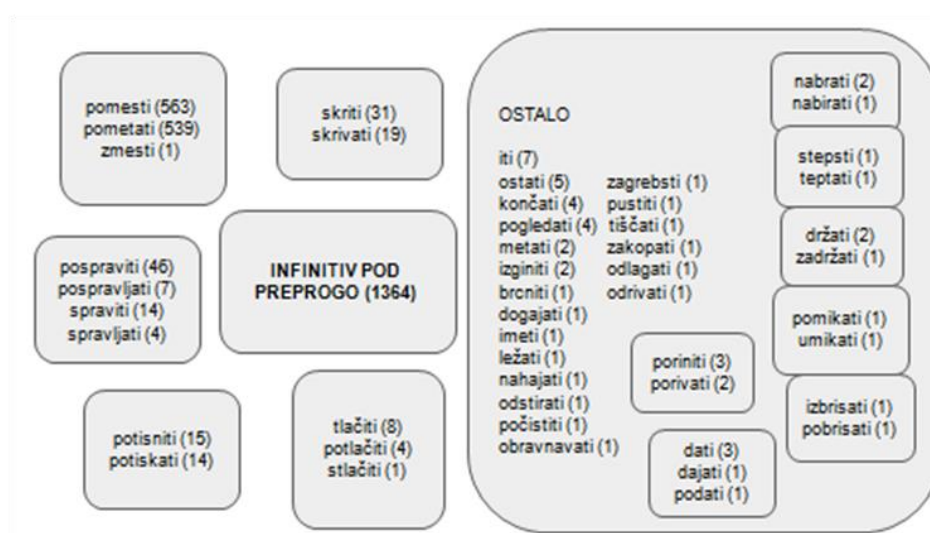 pomesti (563)
pometati (539)
zmesti (1)
skriti (31)
skrivati (19)
pospraviti (46)
pospravljati (7)
spraviti (14)
spravljati (4)
INFINITIV POD
PREPROGO (1364)
potisniti (15)
potiskati (14)
tlačiti (8)
potlačiti (4)
stlačiti (1)
OSTALO
iti (7)
ostati (5)
končati (4)
pogledati (4)
metati (2)
izginiti (2)
brcniti (1)
dogajati (1)
imeti (1)
ležati (1)
nahajati (1)
odstirati (1)
počistiti (1)
obravnavati (1)
zagrebsti (1)
pustiti (1)
tiščati (1)
zakopati (1)
odlagati (1)
odrivati (1)
poriniti (3)
porivati (2)
dati (3)
dajati (1)
podati (1)
nabrati (2)
nabirati (1)
stepsti (1)
teptati (1)
držati (2)
zadržati (1)
pomikati (1)
umikati (1)
izbrisati (1)
pobrisati (1)